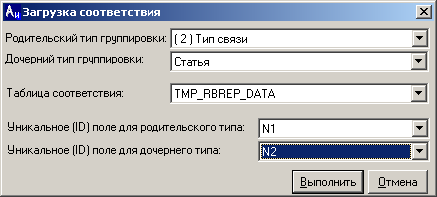 Аи Загрузка соответствия
Родительский тип группировки: ( 2 ) Тип связи
Дочерний тип группировки: Статья
Таблица соответствия: TMP_RBREP_DATA
Уникальное (ID) поле для родительского типа: N1
Уникальное (ID) поле для дочернего типа: N2
Выполнить Отмена